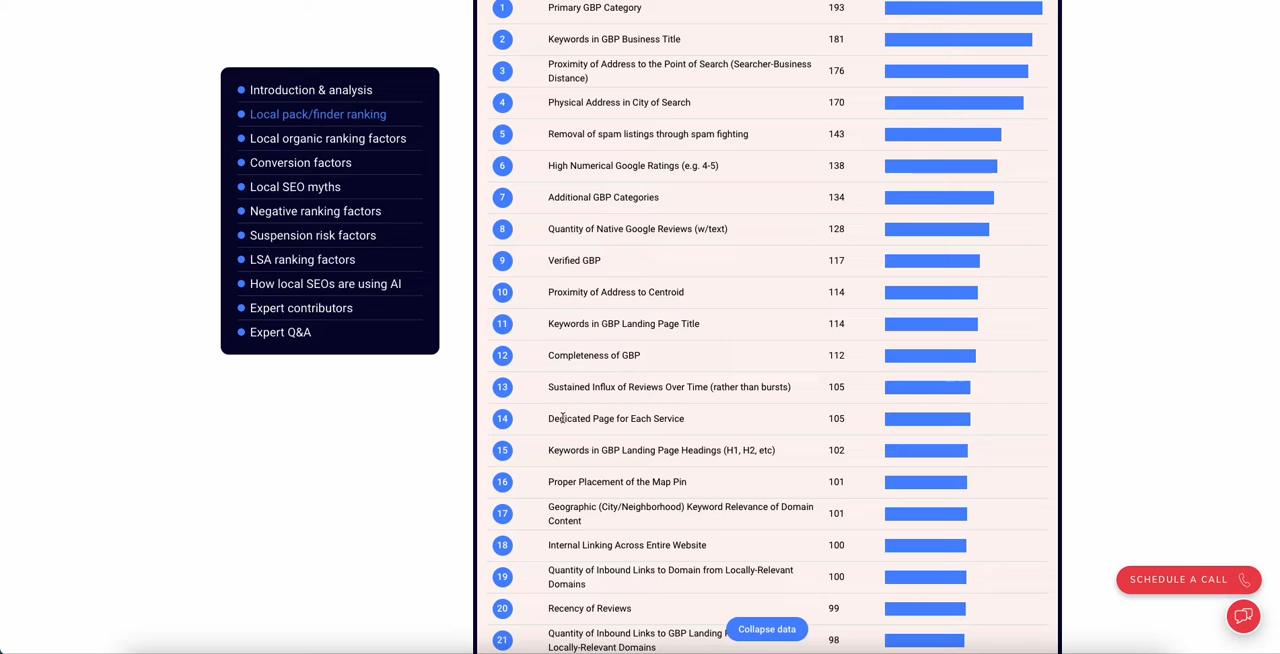 Introduction & analysis
Local pack/finder ranking
Local organic ranking factors
Conversion factors
Local SEO myths
Negative ranking factors
Suspension risk factors
LSA ranking factors
How local SEOs are using AI
Expert contributors
Expert Q&A
1 Primary GBP Category 193
2 Keywords in GBP Business Title 181
3 Proximity of Address to the Point of Search (Searcher-Business 176
Distance)
4 Physical Address in City of Search 170
5 Removal of spam listings through spam fighting 143
6 High Numerical Google Ratings (e.g. 4-5) 138
7 Additional GBP Categories 134
8 Quantity of Native Google Reviews (w/text) 128
9 Verified GBP 117
10 Proximity of Address to Centroid 114
11 Keywords in GBP Landing Page Title 114
12 Completeness of GBP 112
13 Sustained Influx of Reviews Over Time (rather than bursts) 105
14 Dedicated Page for Each Service 105
15 Keywords in GBP Landing Page Headings (H1, H2, etc) 102
16 Proper Placement of the Map Pin 101
17 Geographic (City/Neighborhood) Keyword Relevance of Domain 101
Content
18 Internal Linking Across Entire Website 100
19 Quantity of Inbound Links to Domain from Locally-Relevant 100
Domains
20 Recency of Reviews 99
21 Quantity of Inbound Links to GBP Landing 98
Locally-Relevant Domains
Collapse data
SCHEDULE A CALL